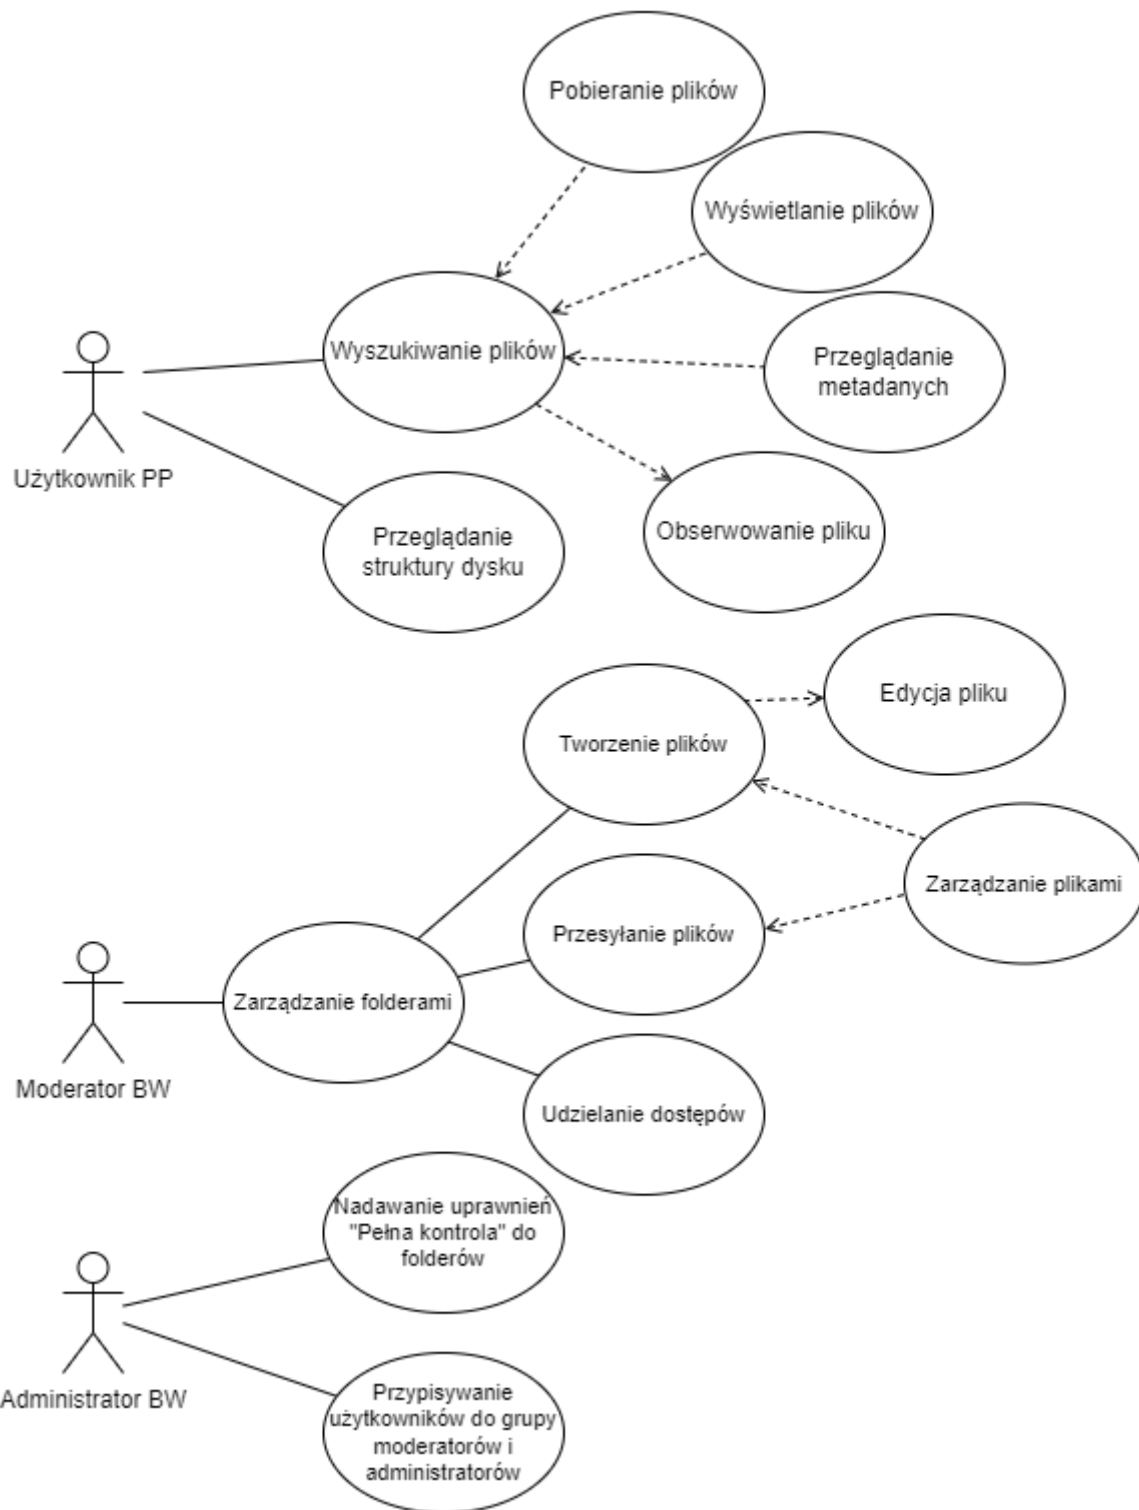 Pobieranie plików
Wyświetlanie plików
Wyszukiwanie plików
Przeglądanie
metadanych
Użytkownik PP
Przeglądanie
struktury dysku
Obserwowanie pliku
Edycja pliku
Tworzenie plików
Zarządzanie plikami
Przesyłanie plików
Zarządzanie folderami
Moderator BW
Udzielanie dostępów
Nadawanie uprawnień
"Pełna kontrola" do
folderów
Administrator BW
Przypisywanie
użytkowników do grupy
moderatorów i
administratorów